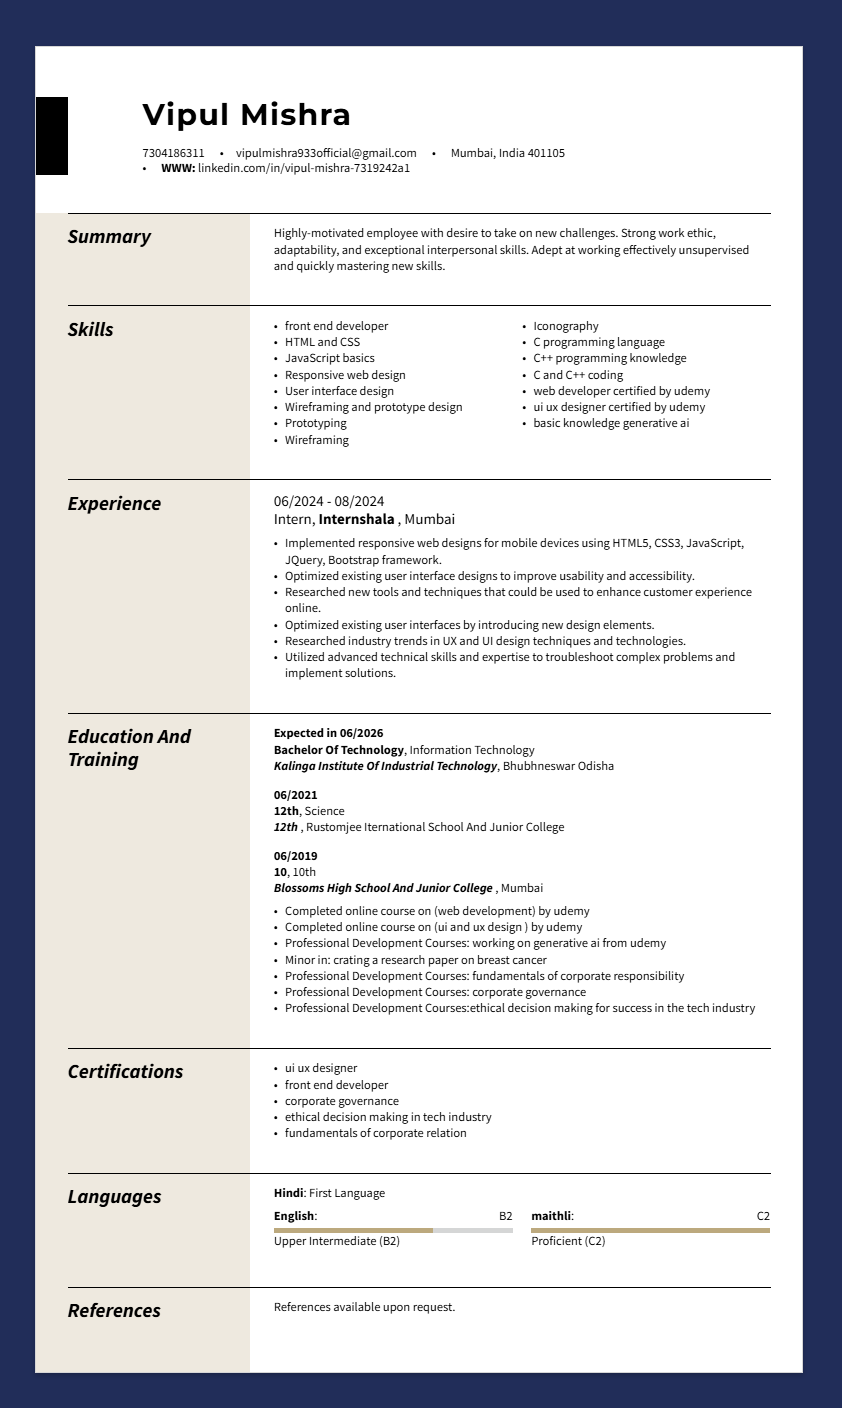 Vipul Mishra
7304186311 • vipulmishra933official@gmail.com • Mumbai, India 401105
• WWW: linkedin.com/in/vipul-mishra-7319242a1
Summary
Highly-motivated employee with desire to take on new challenges. Strong work ethic,
adaptability, and exceptional interpersonal skills. Adept at working effectively unsupervised
and quickly mastering new skills.
Skills
• front end developer
• HTML and CSS
• JavaScript basics
• Responsive web design
• User interface design
• Wireframing and prototype design
• Prototyping
• Wireframing
• Iconography
• C programming language
• C++ programming knowledge
• C and C++ coding
• web developer certified by udemy
• ui ux designer certified by udemy
• basic knowledge generative ai
Experience
06/2024 - 08/2024
Intern, Internshala , Mumbai
• Implemented responsive web designs for mobile devices using HTML5, CSS3, JavaScript,
JQuery, Bootstrap framework.
• Optimized existing user interface designs to improve usability and accessibility.
• Researched new tools and techniques that could be used to enhance customer experience
online.
• Optimized existing user interfaces by introducing new design elements.
• Researched industry trends in UX and UI design techniques and technologies.
• Utilized advanced technical skills and expertise to troubleshoot complex problems and
implement solutions.
Education And
Training
Expected in 06/2026
Bachelor Of Technology, Information Technology
Kalinga Institute Of Industrial Technology, Bhubhneswar Odisha
06/2021
12th, Science
12th , Rustomjee Iternational School And Junior College
06/2019
10, 10th
Blossoms High School And Junior College , Mumbai
• Completed online course on (web development) by udemy
• Completed online course on (ui and ux design ) by udemy
• Professional Development Courses: working on generative ai from udemy
• Minor in: crating a research paper on breast cancer
• Professional Development Courses: fundamentals of corporate responsibility
• Professional Development Courses: corporate governance
• Professional Development Courses:ethical decision making for success in the tech industry
Certifications
• ui ux designer
• front end developer
• corporate governance
• ethical decision making in tech industry
• fundamentals of corporate relation
Languages
Hindi: First Language
English: B2
Upper Intermediate (B2)
maithli: C2
Proficient (C2)
References
References available upon request.